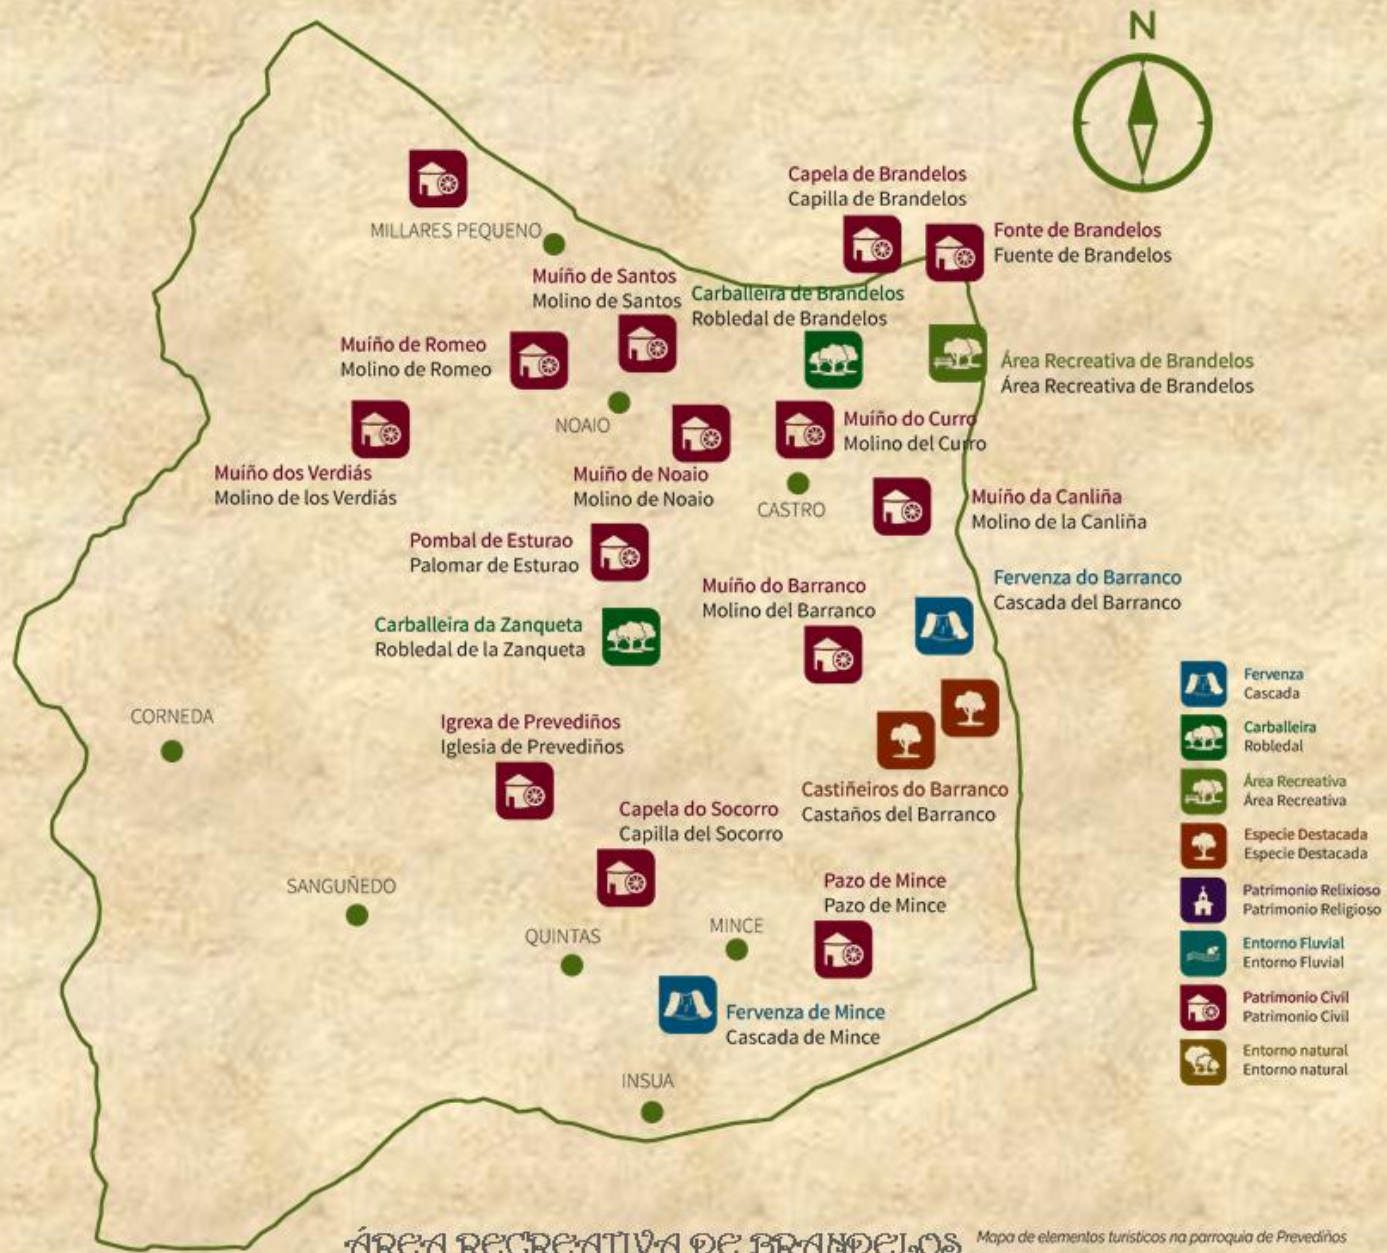 N
Capela de Brandelos
Capilla de Brandelos
Fonte de Brandelos
Fuente de Brandelos
MILLARES PEQUENO
Muíño de Santos
Molino de Santos
Carballeira de Brandelos
Robledal de Brandelos
Muíño de Romeo
Molino de Romeo
Área Recreativa de Brandelos
Área Recreativa de Brandelos
NOAIO
Muíño do Curro
Molino del Curro
Muíño dos Verdiás
Molino de los Verdiás
Muíño de Noaio
Molino de Noaio
CASTRO
Muíño da Canliña
Molino de la Canliña
Pombal de Esturao
Palomar de Esturao
Muíño do Barranco
Molino del Barranco
Fervenza do Barranco
Cascada del Barranco
Carballeira da Zanqueta
Robledal de la Zanqueta
CORNEDA
Igrexa de Prevediños
Iglesia de Prevediños
Castiñeiros do Barranco
Castaños del Barranco
Capela do Socorro
Capilla del Socorro
SANGUÑEDO
Pazo de Mince
Pazo de Mince
QUINTAS
MINCE
Fervenza de Mince
Cascada de Mince
INSUA
Fervenza
Cascada
Carballeira
Robledal
Área Recreativa
Área Recreativa
Especie Destacada
Especie Destacada
Patrimonio Relixioso
Patrimonio Religioso
Entorno Fluvial
Entorno Fluvial
Patrimonio Civil
Patrimonio Civil
Entorno natural
Entorno natural
ÁREA RECREATIVA DE BRANDELOS
Mapa de elementos turísticos na parroquia de Prevediños